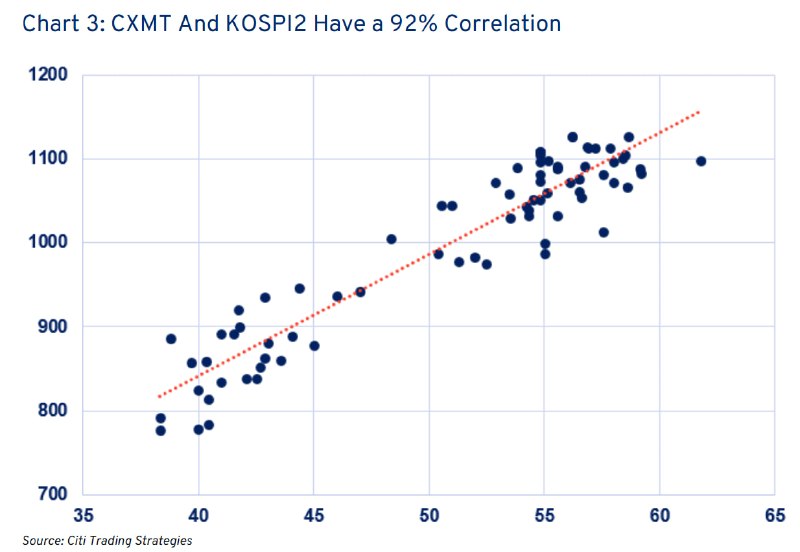 Chart 3: CXMT And KOSPI2 Have a 92% Correlation
1200
1100
1000
900
800
700
35 40 45 50 55 60 65
Source: Citi Trading Strategies